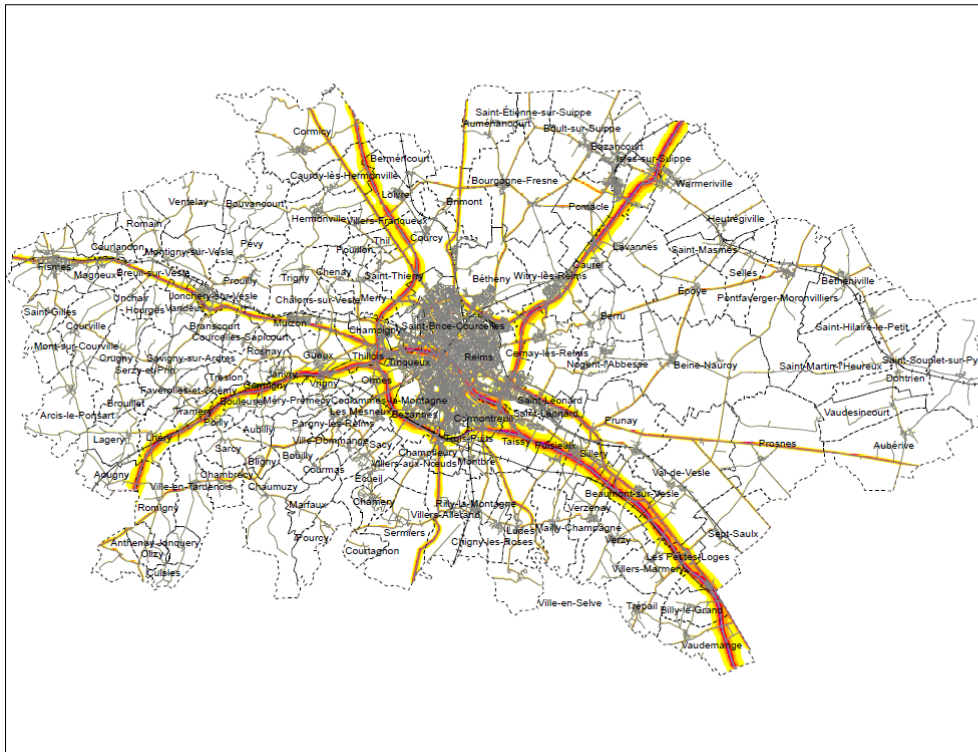 Saint-Étienne-sur-Suippe
Auménancourt
Boult-sur-Suippe
Cormicy
Bazancourt
Isles-sur-Suippe
Berméricourt
Cauroy-lès-Hermonville
Bourgogne-Fresne
Warmeriville
Loivre
Ventelay
Bouvancourt
Brimont
Pomacle
Hermonville
Villers-Franqueux
Heutrégiville
Romain
Courcy
Thil
Pévy
Courlandon
Montigny-sur-Vesle
Pouillon
Lavannes
Saint-Masmes
Fismes
Magneux
Breuil-sur-Vesle
Prouilly
Trigny
Chenay
Saint-Thierry
Bétheny
Witry-lès-Reims
Caurel
Selles
Betheniville
Époye
Pontfaverger-Moronvilliers
Unchair
Jonchery-sur-Vesle
Châlons-sur-Vesle
Merfy
Saint-Gilles
Hourges
Vandeuil
Courville
Branscourt
Muizon
Champigny
Saint-Brice-Courcelles
Berru
Saint-Hilaire-le-Petit
Mont-sur-Courville
Courcelles-Sapicourt
Rosnay
Gueux
Thillois
Tinqueux
Reims
Cernay-lès-Reims
Nogent-l'Abbesse
Beine-Nauroy
Saint-Martin-l'Heureux
Saint-Souplet-sur-Py
Crugny
Savigny-sur-Ardres
Serzy-et-Prin
Treslon
Janvry
Vrigny
Ormes
Dontrien
Faverolles-et-Coëmy
Germigny
Brouillet
Bouleuse
Méry-Prémecy
Coulommes-la-Montagne
Saint-Léonard
Saint-Léonard
Arcis-le-Ponsart
Tramery
Poilly
Les Mesneux
Bezannes
Cormontreuil
Prunay
Vaudesincourt
Aubilly
Pargny-lès-Reims
Lagery
Lhéry
Ville-Dommange
Trois-Puits
Taissy
Puisieulx
Prosnes
Aubérive
Sarcy
Bligny
Bouilly
Sacy
Champfleury
Montbré
Sillery
Aougny
Chambrecy
Courmas
Villers-aux-Nœuds
Val-de-Vesle
Ville-en-Tardenois
Chaumuzy
Écueil
Beaumont-sur-Vesle
Romigny
Marfaux
Chamery
Rilly-la-Montagne
Verzenay
Villers-Allerand
Mailly-Champagne
Sermiers
Ludes
Verzy
Sept-Saulx
Anthenay-Jonquery
Pourcy
Chigny-les-Roses
Olizy
Courtagnon
Les Petites-Loges
Villers-Marmery
Cuisles
Ville-en-Selve
Trépail
Billy-le-Grand
Vaudemange